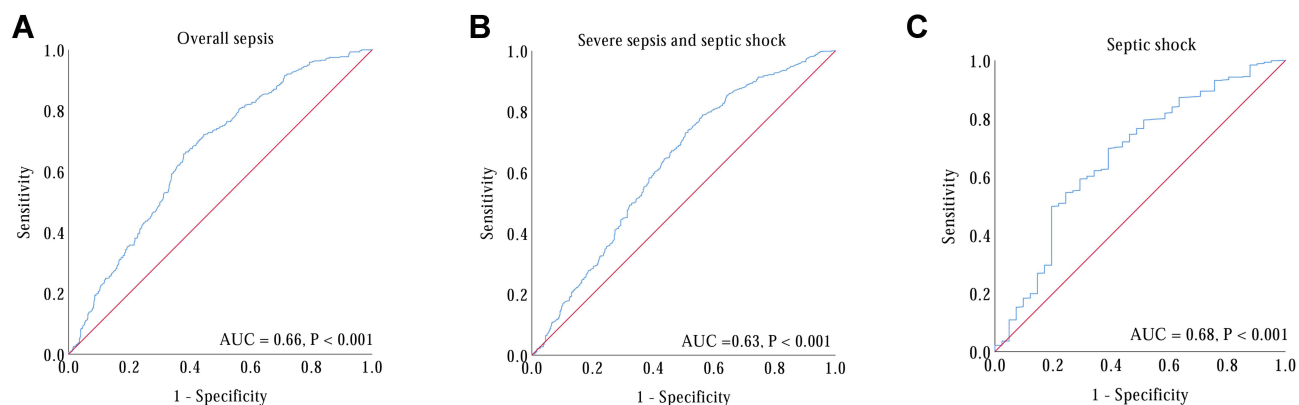 A
Overall sepsis
1.0
0.8
0.6
0.4
0.2
0.0
Sensitivity
AUC = 0.66, P < 0.001
0.0 0.2 0.4 0.6 0.8 1.0
1 - Specificity
B
Severe sepsis and septic shock
1.0
0.8
0.6
0.4
0.2
0.0
Sensitivity
AUC =0.63, P < 0.001
0.0 0.2 0.4 0.6 0.8 1.0
1 - Specificity
C
Septic shock
1.0
0.8
0.6
0.4
0.2
0.0
Sensitivity
AUC = 0.68, P < 0.001
0.0 0.2 0.4 0.6 0.8 1.0
1 - Specificity